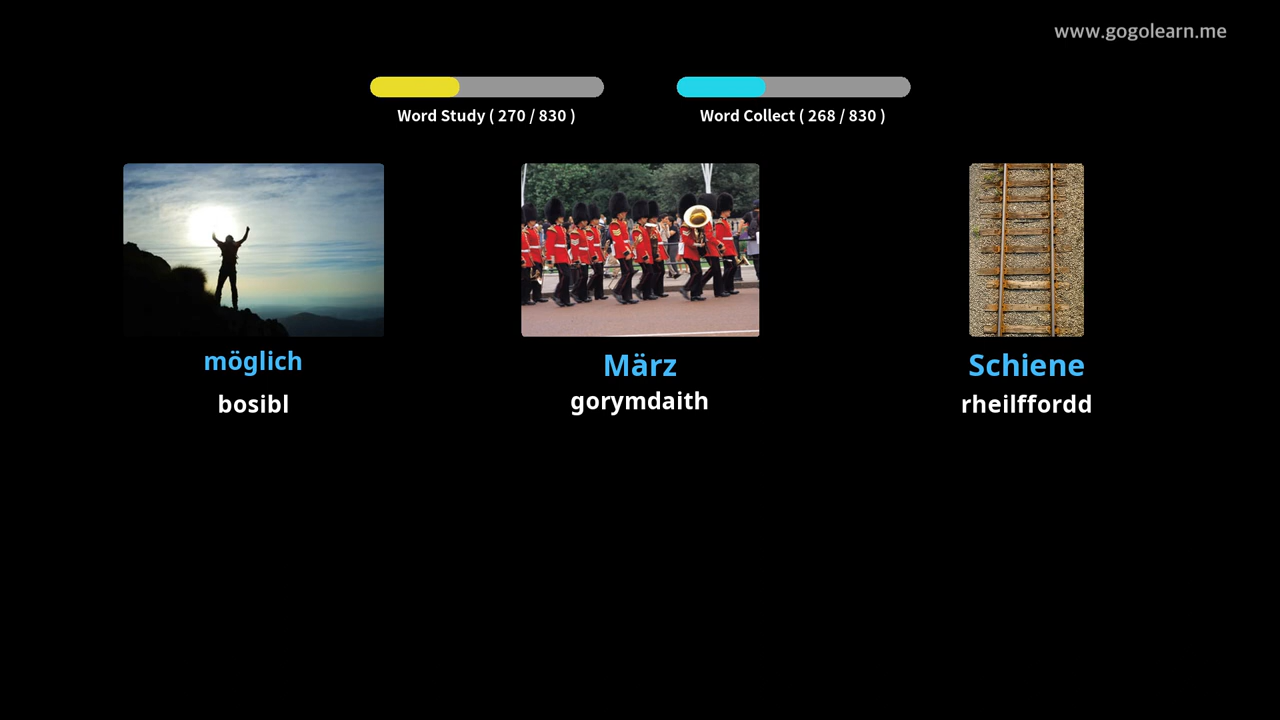 www.gogolearn.me
Word Study ( 270 / 830 )
Word Collect ( 268 / 830 )
möglich
bosibl
März
gorymdaith
Schiene
rheilffordd